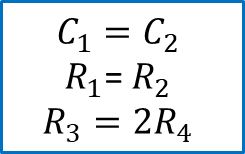 C₁ = C₂
R₁= R₂
R₃ = 2R₄